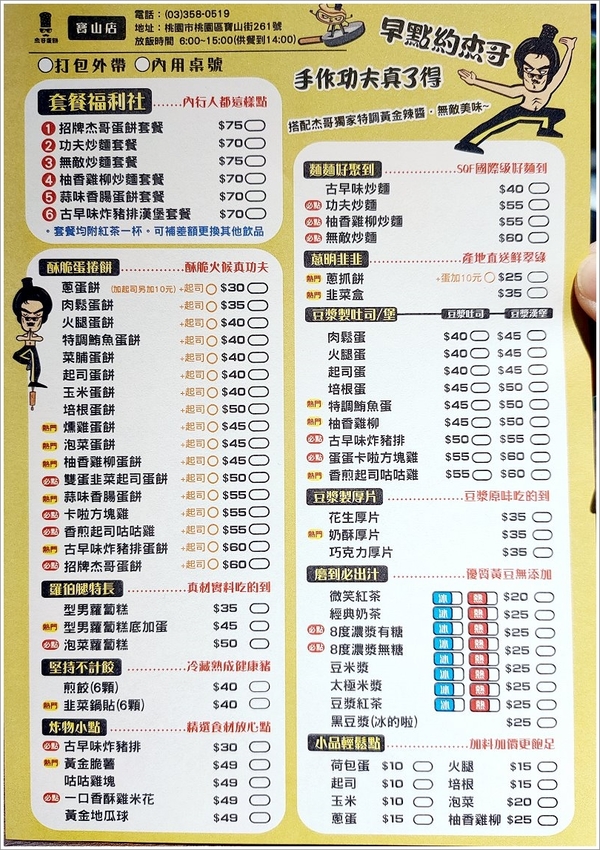 寶山店
電話：(03)358-0519
地址：桃園市桃園區寶山街261號
放飯時間 6:00~15:00(供餐到14:00)
打包外帶 內用桌號
早點約杰哥
手作功夫真了得
搭配杰哥獨家特調黃金辣醬，無敵美味~
套餐福利社 內行人都這樣點
1 招牌杰哥蛋餅套餐 $75
2 功夫炒麵套餐 $70
3 無敵炒麵套餐 $75
4 柚香雞柳炒麵套餐 $70
5 蒜味香腸蛋餅套餐 $70
6 古早味炸豬排漢堡套餐 $70
*套餐均附紅茶一杯。可補差額更換其他飲品
酥脆蛋捲餅 酥脆火候真功夫
蔥蛋餅 (加起司另加10元) +起司 $30
肉鬆蛋餅 +起司 $35
火腿蛋餅 +起司 $40
特調鮪魚蛋餅 +起司 $40
菜脯蛋餅 +起司 $40
起司蛋餅 +起司 $40
玉米蛋餅 +起司 $40
培根蛋餅 +起司 $50
熱門 燻雞蛋餅 +起司 $45
熱門 泡菜蛋餅 +起司 $45
熱門 柚香雞柳蛋餅 +起司 $45
必點 雙蛋韭菜起司蛋餅 +起司 $50
熱門 蒜味香腸蛋餅 +起司 $55
必點 卡啦方塊雞 +起司 $55
必點 香煎起司咕咕雞 +起司 $55
熱門 古早味炸豬排蛋餅 +起司 $60
必點 招牌杰哥蛋餅 +起司 $60
羅伯腿特長 真材實料吃的到
型男蘿蔔糕 $35
熱門 型男蘿蔔糕底加蛋 $45
必點 泡菜蘿蔔糕 $50
堅持不計餃 冷藏熟成健康豬
煎餃(6顆) $40
熱門 韭菜鍋貼(6顆) $40
炸物小點 精選食材放心點
必點 古早味炸豬排 $30
熱門 黃金脆薯 $49
咕咕雞塊 $49
必點 一口香酥雞米花 $49
黃金地瓜球 $49
麵麵好聚到 SQF國際級好麵到
古早味炒麵 $40
必點 功夫炒麵 $55
必點 柚香雞柳炒麵 $55
必點 無敵炒麵 $60
蔥明韭韭 產地直送鮮翠綠
熱門 蔥抓餅 +蛋加10元 $25
熱門 韭菜盒 $35
豆漿製吐司/堡 豆漿吐司 豆漿漢堡
肉鬆蛋 $40 $45
火腿蛋 $40 $45
起司蛋 $40 $45
培根蛋 $45 $50
熱門 特調鮪魚蛋 $45 $50
熱門 柚香雞柳 $45 $50
必點 古早味炸豬排 $50 $55
必點 蛋蛋卡啦方塊雞 $55 $60
熱門 香煎起司咕咕雞 $55 $60
豆漿製厚片 豆漿原味吃的到
花生厚片 $35
熱門 奶酥厚片 $35
巧克力厚片 $35
磨到必出汁 優質黃豆無添加
微笑紅茶 冰 熱 $20
經典奶茶 冰 熱 $25
必點 8度濃漿有糖 冰 熱 $25
必點 8度濃漿無糖 冰 熱 $25
豆米漿 冰 熱 $25
太極米漿 冰 熱 $25
豆漿紅茶 冰 熱 $25
黑豆漿(冰的啦) $25
小品輕鬆點 加料加價更飽足
荷包蛋 $10 火腿 $15
起司 $10 培根 $15
玉米 $10 泡菜 $20
蔥蛋 $15 柚香雞柳 $25